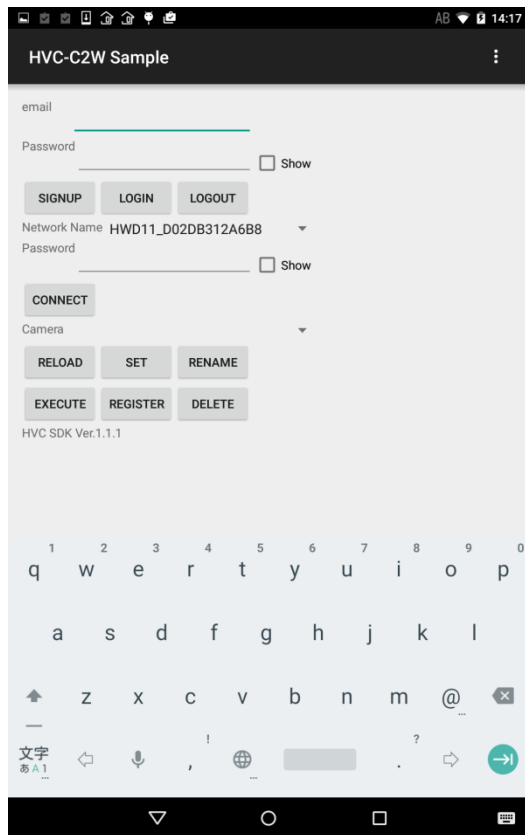 AB 14:17
HVC-C2W Sample
email
Password
Show
SIGNUP LOGIN LOGOUT
Network Name HWD11_D02DB312A6B8
Password
Show
CONNECT
Camera
RELOAD SET RENAME
EXECUTE REGISTER DELETE
HVC SDK Ver.1.1.1
1 2 3 4 5 6 7 8 9 0
q w e r t y u i o p
a s d f g h j k l
z x c v b n m @
! ?
文字 , .
あA1